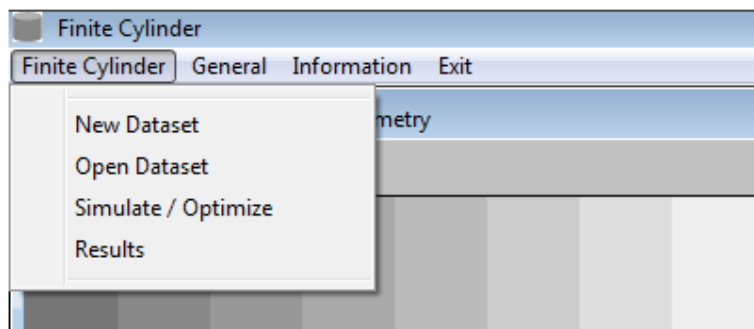 Finite Cylinder
Finite Cylinder General Information Exit
metry
New Dataset
Open Dataset
Simulate / Optimize
Results